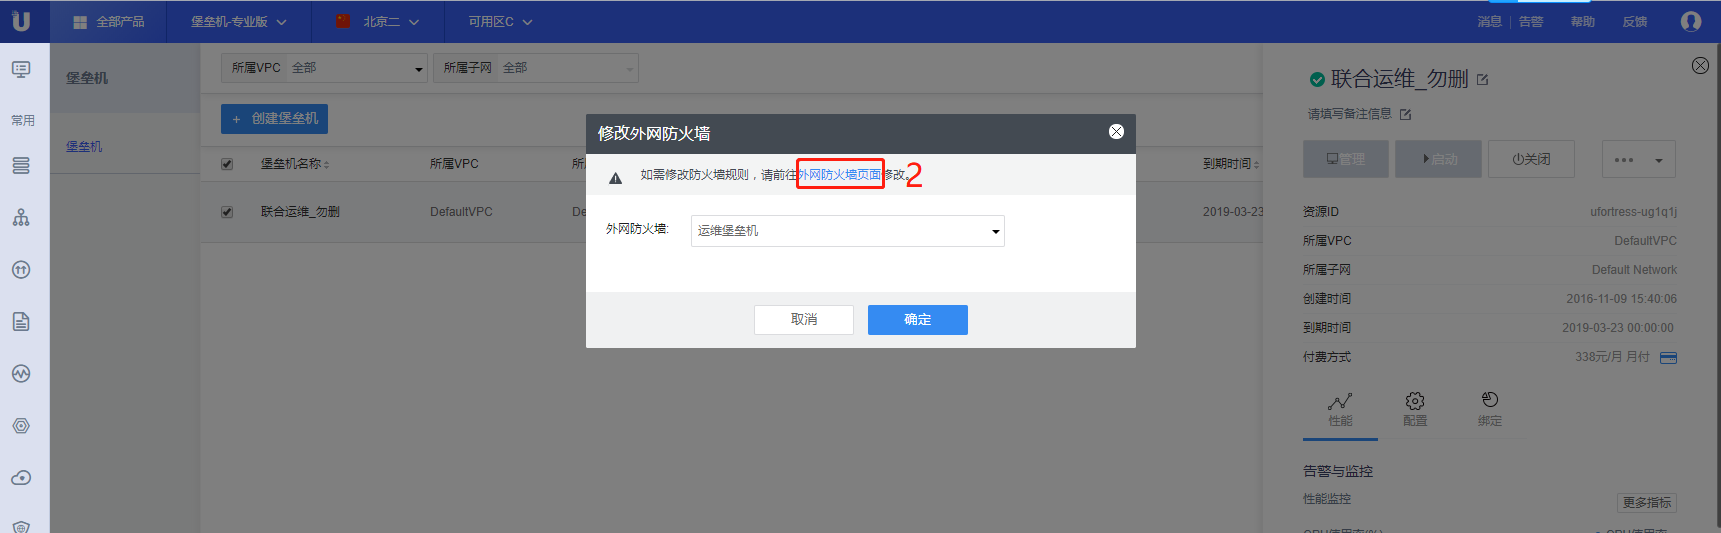 全部产品
堡垒机-专业版
北京二
可用区C
消息
告警
帮助
反馈
常用
堡垒机
堡垒机
所属VPC 全部
所属子网 全部
+ 创建堡垒机
堡垒机名称
所属VPC
到期时间
联合运维_勿删
DefaultVPC
2019-03-23
修改外网防火墙
如需修改防火墙规则，请前往外网防火墙页面修改。
2
外网防火墙:
运维堡垒机
取消
确定
联合运维_勿删
请填写备注信息
管理
启动
关闭
资源ID ufortress-ug1q1j
所属VPC DefaultVPC
所属子网 Default Network
创建时间 2016-11-09 15:40:06
到期时间 2019-03-23 00:00:00
付费方式 338元/月 月付
性能
配置
绑定
告警与监控
性能监控
更多指标